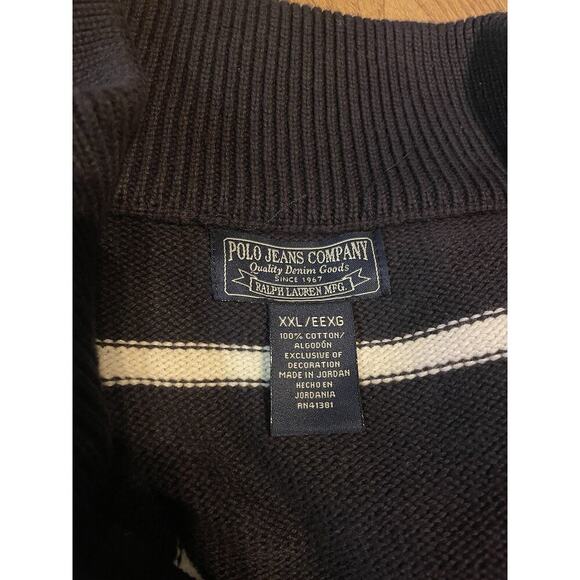 POLO JEANS COMPANY
Quality Denim Goods
SINCE 1967
RALPH LAUREN MFG.
XXL/EEXG
100% COTTON/
ALGODÓN
EXCLUSIVE OF
DECORATION
MADE IN JORDAN
HECHO EN
JORDANIA
RN41381